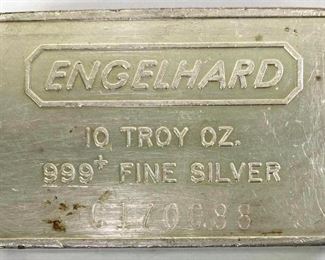 ENGELHARD
10 TROY OZ.
999+ FINE SILVER